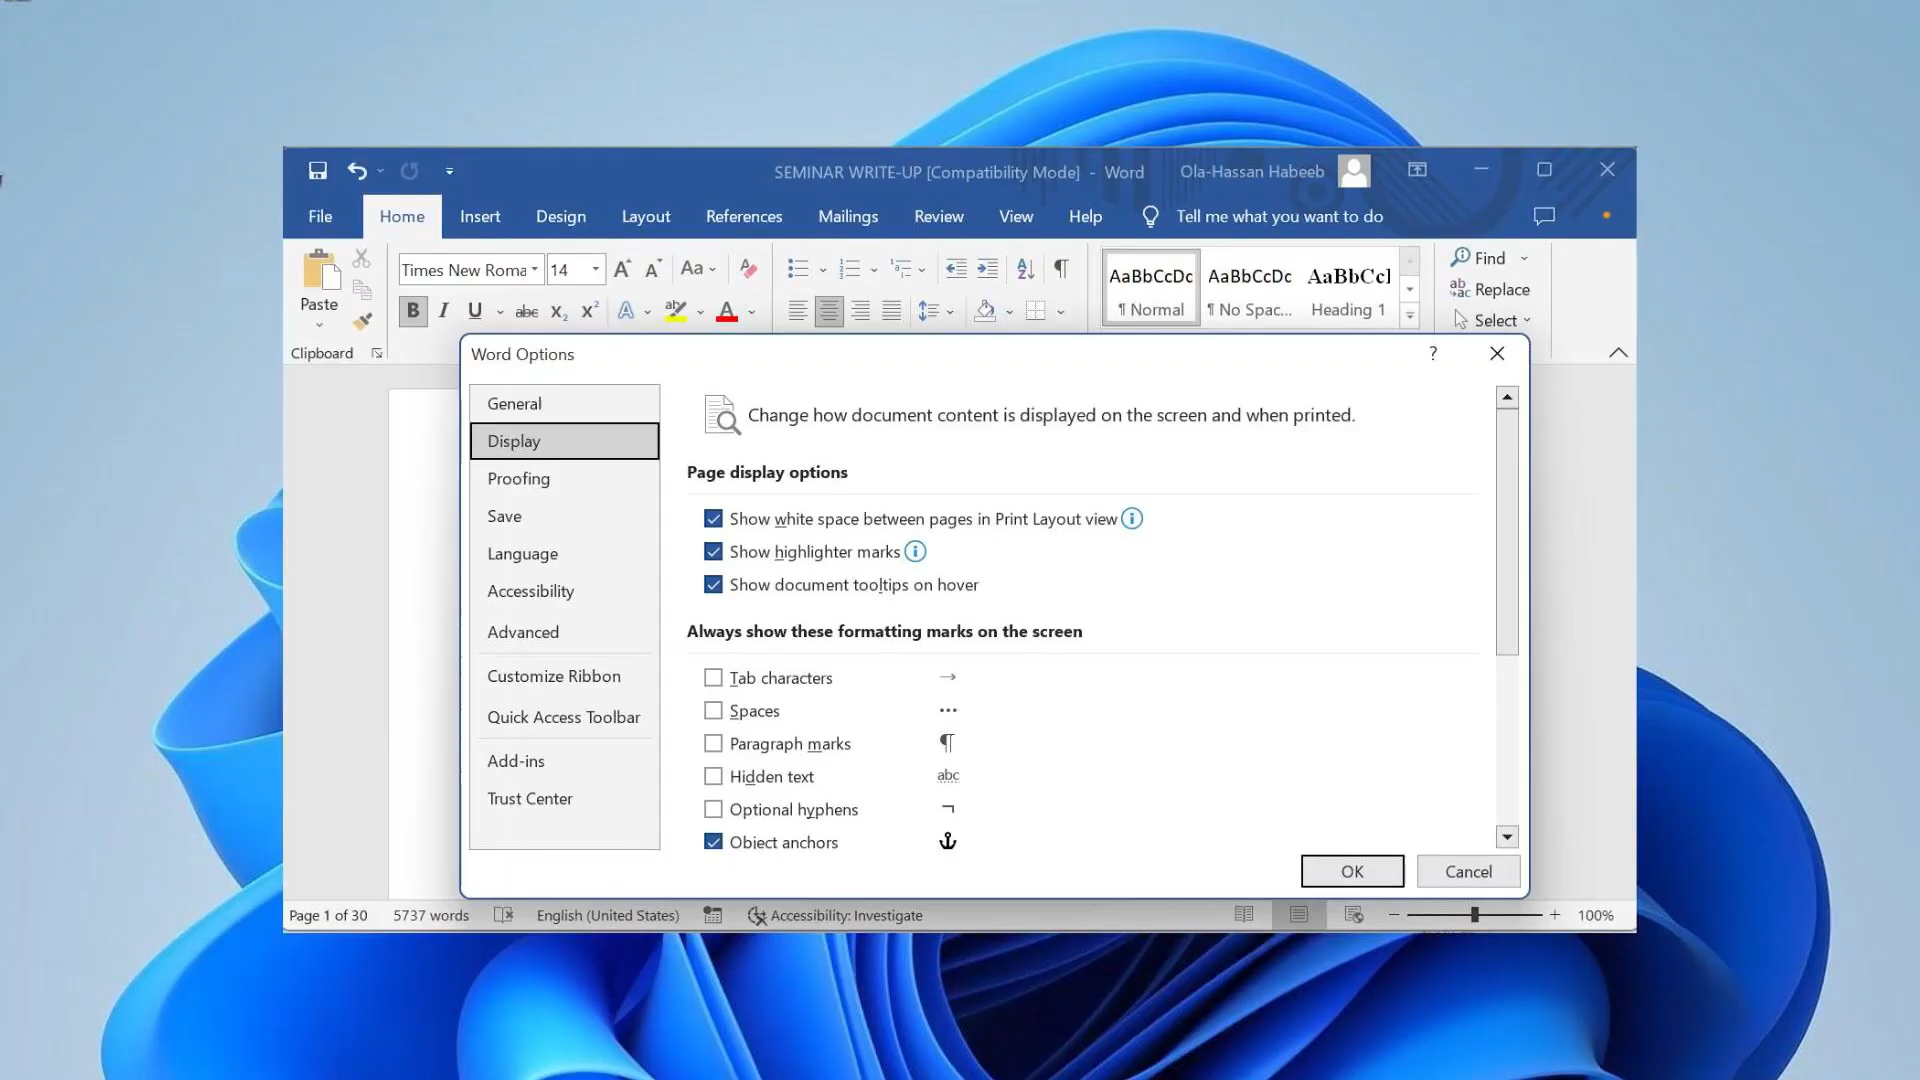 SEMINAR WRITE-UP [Compatibility Mode] - Word
Ola-Hassan Habeeb
File Home Insert Design Layout References Mailings Review View Help Tell me what you want to do
Paste
Clipboard
Times New Roma 14
Aa
B I U abc x₂ x² A ab A
AaBbCcDc AaBbCcDc AaBbCcI
¶ Normal ¶ No Spac... Heading 1
Find
Replace
Select
Word Options ?
General
Display
Proofing
Save
Language
Accessibility
Advanced
Customize Ribbon
Quick Access Toolbar
Add-ins
Trust Center
Change how document content is displayed on the screen and when printed.
Page display options
Show white space between pages in Print Layout view
Show highlighter marks
Show document tooltips on hover
Always show these formatting marks on the screen
Tab characters →
Spaces ···
Paragraph marks ¶
Hidden text abc
Optional hyphens ¬
Object anchors
OK Cancel
Page 1 of 30 5737 words English (United States) Accessibility: Investigate 100%